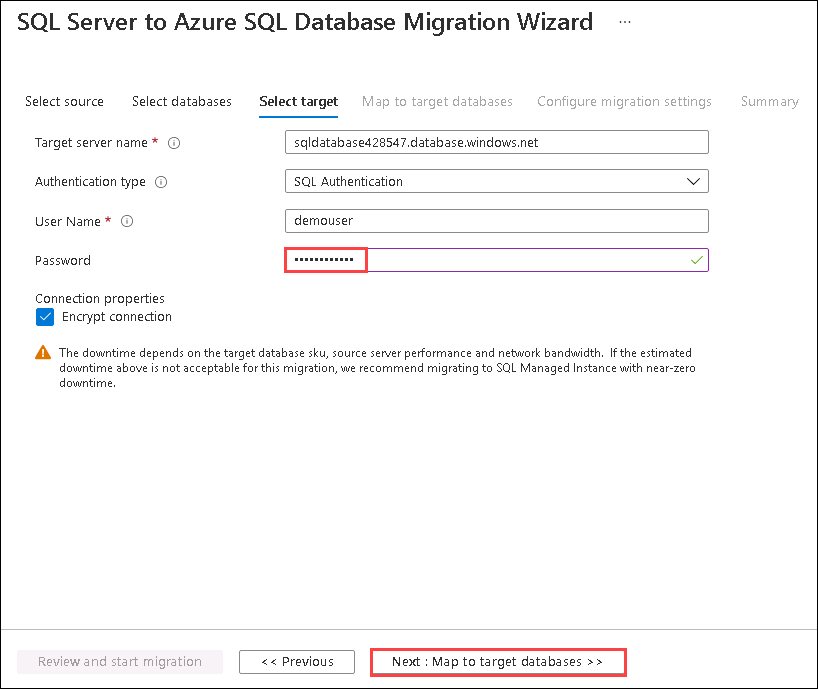 SQL Server to Azure SQL Database Migration Wizard ...
Select source Select databases Select target Map to target databases Configure migration settings Summary
Target server name * sqldatabase428547.database.windows.net
Authentication type SQL Authentication
User Name * demouser
Password ••••••••••••
Connection properties
Encrypt connection
The downtime depends on the target database sku, source server performance and network bandwidth. If the estimated
downtime above is not acceptable for this migration, we recommend migrating to SQL Managed Instance with near-zero
downtime.
Review and start migration << Previous Next : Map to target databases >>